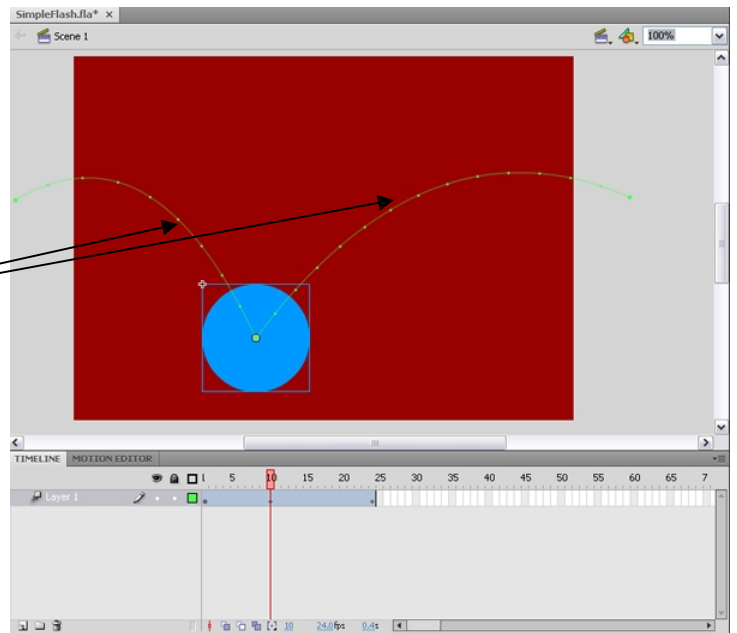 SimpleFlash.fla* ×
Scene 1
100%
TIMELINE MOTION EDITOR
1 5 10 15 20 25 30 35 40 45 50 55 60 65 7
Layer 1
10 24.0fps 0.4s